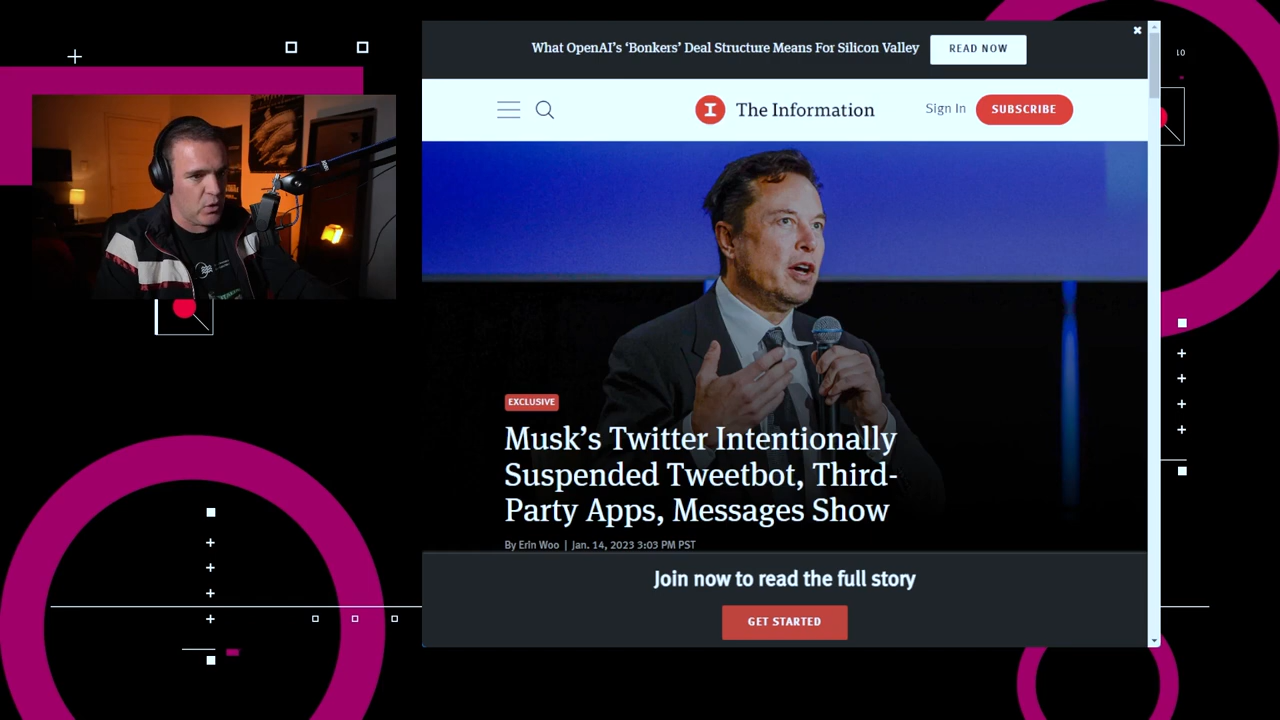 What OpenAI's ‘Bonkers’ Deal Structure Means For Silicon Valley
READ NOW
The Information
Sign In
SUBSCRIBE
EXCLUSIVE
Musk’s Twitter Intentionally
Suspended Tweetbot, Third-
Party Apps, Messages Show
By Erin Woo | Jan. 14, 2023 3:03 PM PST
Join now to read the full story
GET STARTED